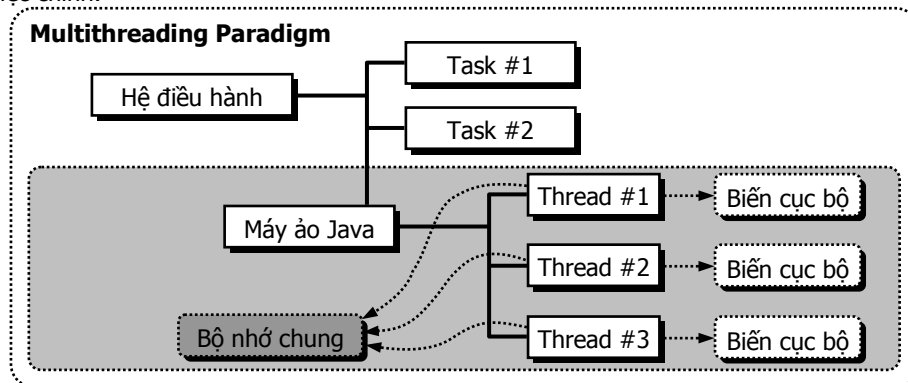 Multithreading Paradigm
Task #1
Hệ điều hành
Task #2
Thread #1
Biến cục bộ
Máy ảo Java
Thread #2
Biến cục bộ
Bộ nhớ chung
Thread #3
Biến cục bộ